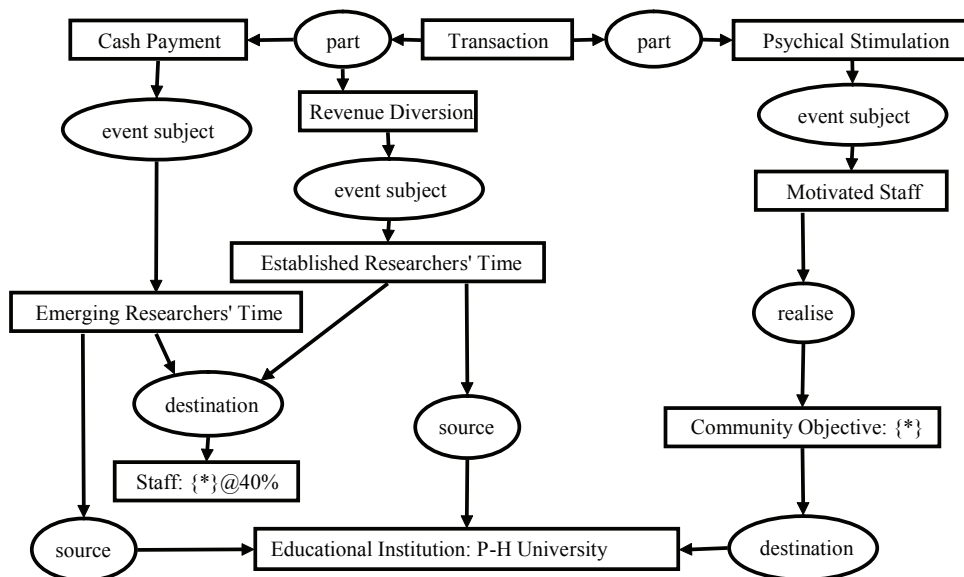 Cash Payment
part
Transaction
part
Psychical Stimulation
Revenue Diversion
event subject
event subject
event subject
Motivated Staff
Established Researchers' Time
Emerging Researchers' Time
realise
destination
source
Community Objective: {*}
Staff: {*}@40%
source
Educational Institution: P-H University
destination